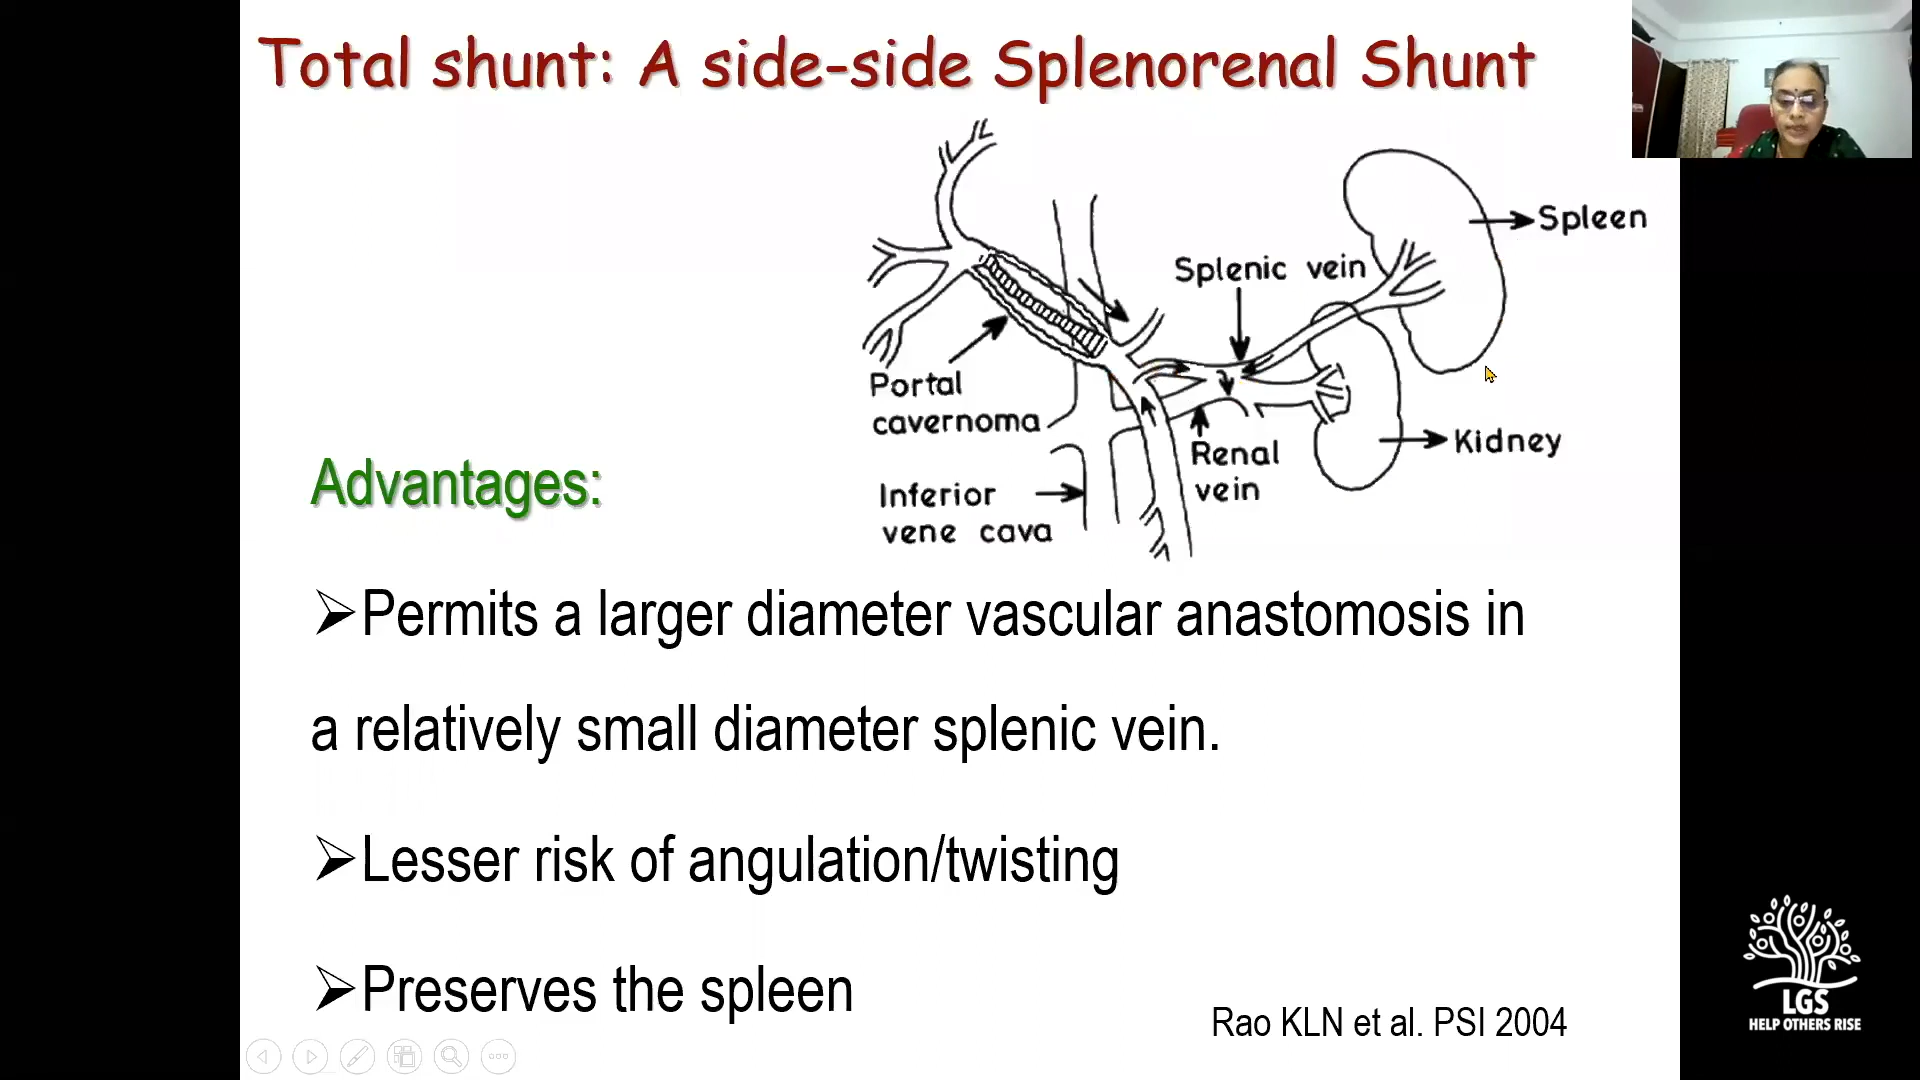 Total shunt: A side-side Splenorenal Shunt
Spleen
Splenic vein
Portal
cavernoma
Renal
vein
Kidney
Inferior
vene cava
Advantages:
➢Permits a larger diameter vascular anastomosis in
a relatively small diameter splenic vein.
➢Lesser risk of angulation/twisting
➢Preserves the spleen
Rao KLN et al. PSI 2004
LGS
HELP OTHERS RISE